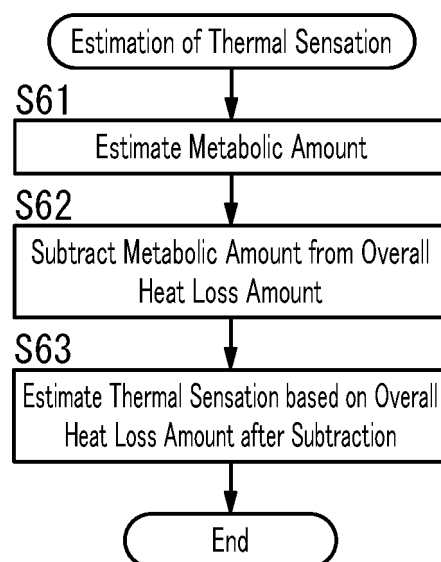 Estimation of Thermal Sensation
S61
Estimate Metabolic Amount
S62
Subtract Metabolic Amount from Overall
Heat Loss Amount
S63
Estimate Thermal Sensation based on Overall
Heat Loss Amount after Subtraction
End